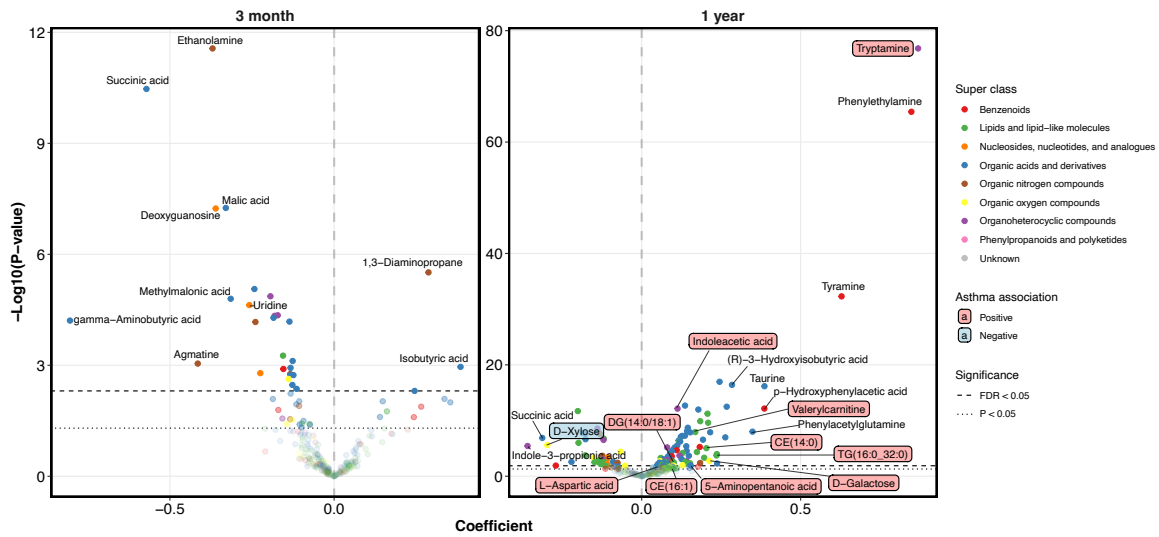 3 month
1 year
12
9
6
3
0
−Log10(P−value)
Ethanolamine
Succinic acid
Malic acid
Deoxyguanosine
1,3−Diaminopropane
Methylmalonic acid
Uridine
gamma−Aminobutyric acid
Agmatine
Isobutyric acid
−0.5
0.0
80
60
40
20
0
Tryptamine
Phenylethylamine
Tyramine
Indoleacetic acid
(R)−3−Hydroxyisobutyric acid
Taurine
p−Hydroxyphenylacetic acid
Succinic acid
DG(14:0/18:1)
Valerylcarnitine
D−Xylose
Phenylacetylglutamine
CE(14:0)
Indole−3−propionic acid
TG(16:0_32:0)
L−Aspartic acid
CE(16:1)
5−Aminopentanoic acid
D−Galactose
0.0
0.5
Coefficient
Super class
Benzenoids
Lipids and lipid−like molecules
Nucleosides, nucleotides, and analogues
Organic acids and derivatives
Organic nitrogen compounds
Organic oxygen compounds
Organoheterocyclic compounds
Phenylpropanoids and polyketides
Unknown
Asthma association
a Positive
a Negative
Significance
FDR < 0.05
P < 0.05